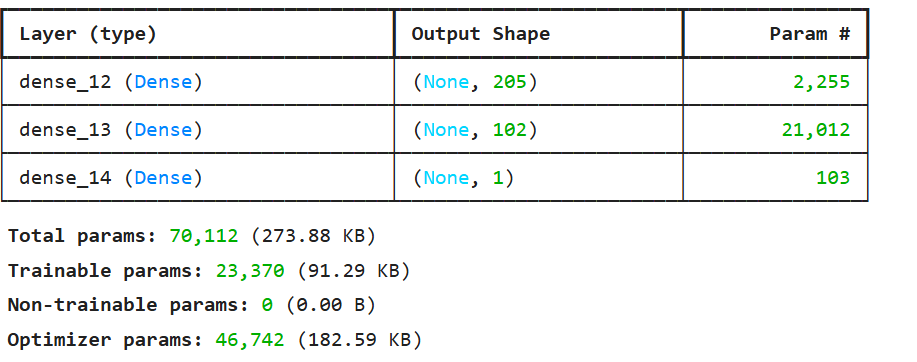 Layer (type) Output Shape Param #
dense_12 (Dense) (None, 205) 2,255
dense_13 (Dense) (None, 102) 21,012
dense_14 (Dense) (None, 1) 103
Total params: 70,112 (273.88 KB)
Trainable params: 23,370 (91.29 KB)
Non-trainable params: 0 (0.00 B)
Optimizer params: 46,742 (182.59 KB)